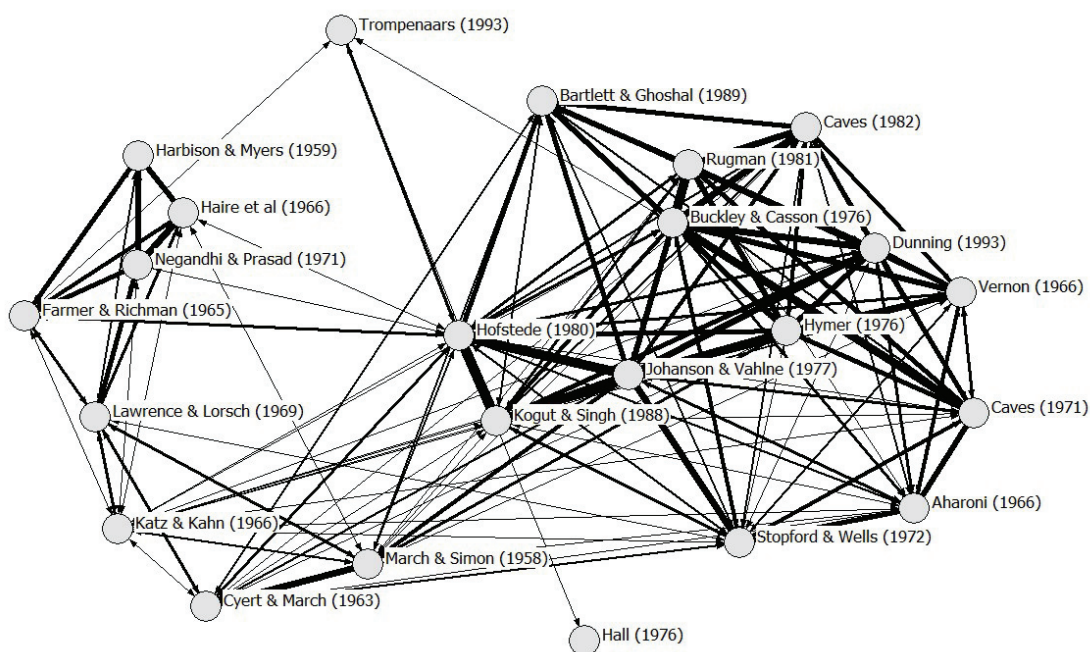 Trompenaars (1993)
Bartlett & Ghoshal (1989)
Caves (1982)
Harbison & Myers (1959)
Rugman (1981)
Haire et al (1966)
Buckley & Casson (1976)
Dunning (1993)
Negandhi & Prasad (1971)
Vernon (1966)
Farmer & Richman (1965)
Hofstede (1980)
Hymer (1976)
Johanson & Vahlne (1977)
Lawrence & Lorsch (1969)
Kogut & Singh (1988)
Caves (1971)
Aharoni (1966)
Katz & Kahn (1966)
Stopford & Wells (1972)
March & Simon (1958)
Cyert & March (1963)
Hall (1976)